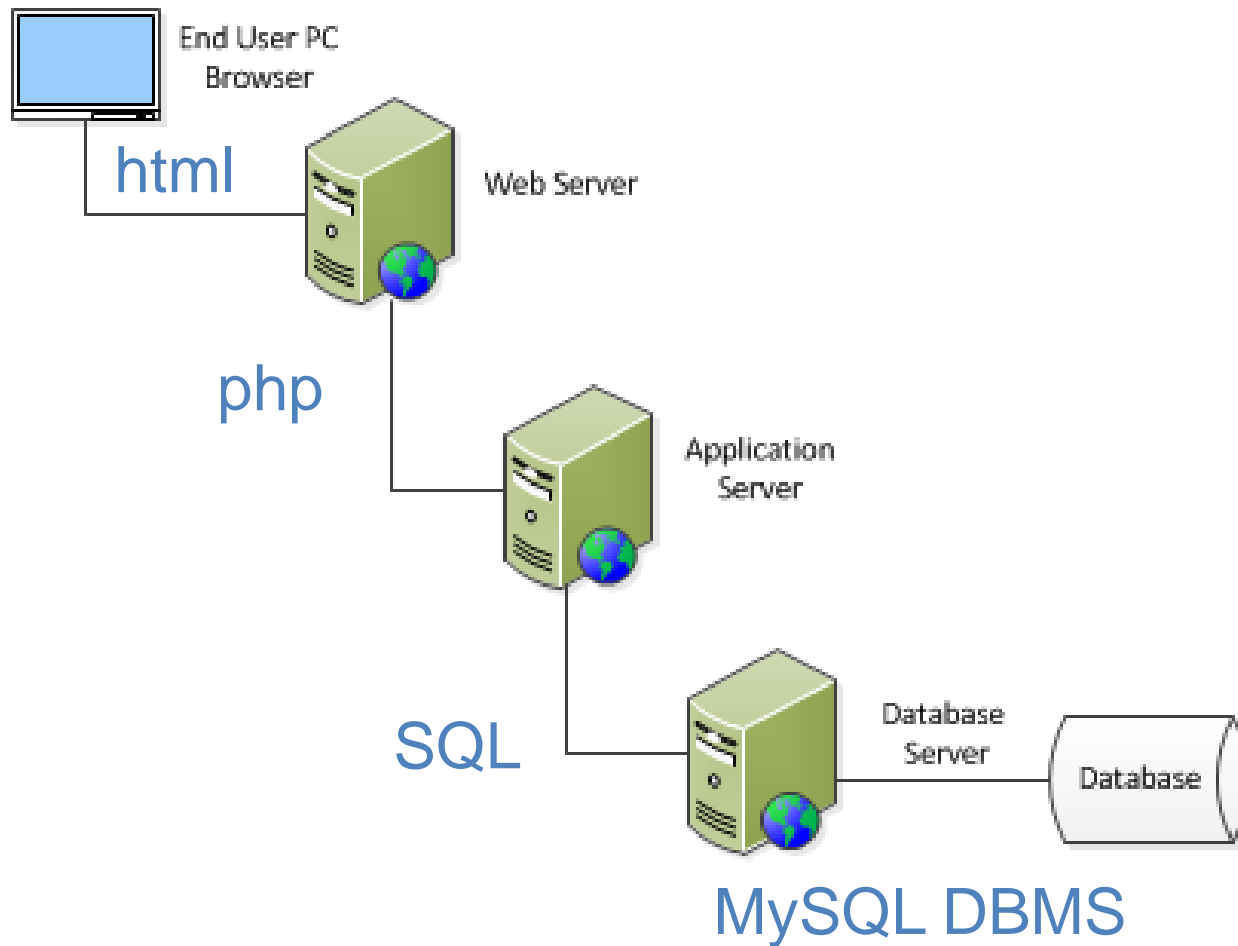 End User PC
Browser
html
Web Server
php
Application
Server
SQL
Database
Server
Database
MySQL DBMS